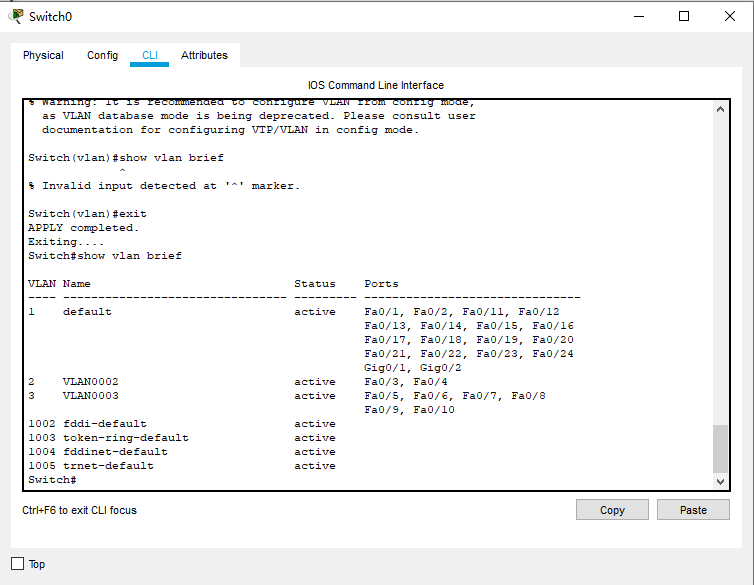 Switch0
Physical Config CLI Attributes
IOS Command Line Interface
% Warning: It is recommended to configure VLAN from config mode,
as VLAN database mode is being deprecated. Please consult user
documentation for configuring VTP/VLAN in config mode.
Switch(vlan)#show vlan brief
^
% Invalid input detected at '^' marker.
Switch(vlan)#exit
APPLY completed.
Exiting....
Switch#show vlan brief
VLAN Name Status Ports
---- -------------------------------- --------- -------------------------------
1 default active Fa0/1, Fa0/2, Fa0/11, Fa0/12
Fa0/13, Fa0/14, Fa0/15, Fa0/16
Fa0/17, Fa0/18, Fa0/19, Fa0/20
Fa0/21, Fa0/22, Fa0/23, Fa0/24
Gig0/1, Gig0/2
2 VLAN0002 active Fa0/3, Fa0/4
3 VLAN0003 active Fa0/5, Fa0/6, Fa0/7, Fa0/8
Fa0/9, Fa0/10
1002 fddi-default active
1003 token-ring-default active
1004 fddinet-default active
1005 trnet-default active
Switch#
Ctrl+F6 to exit CLI focus Copy Paste
Top